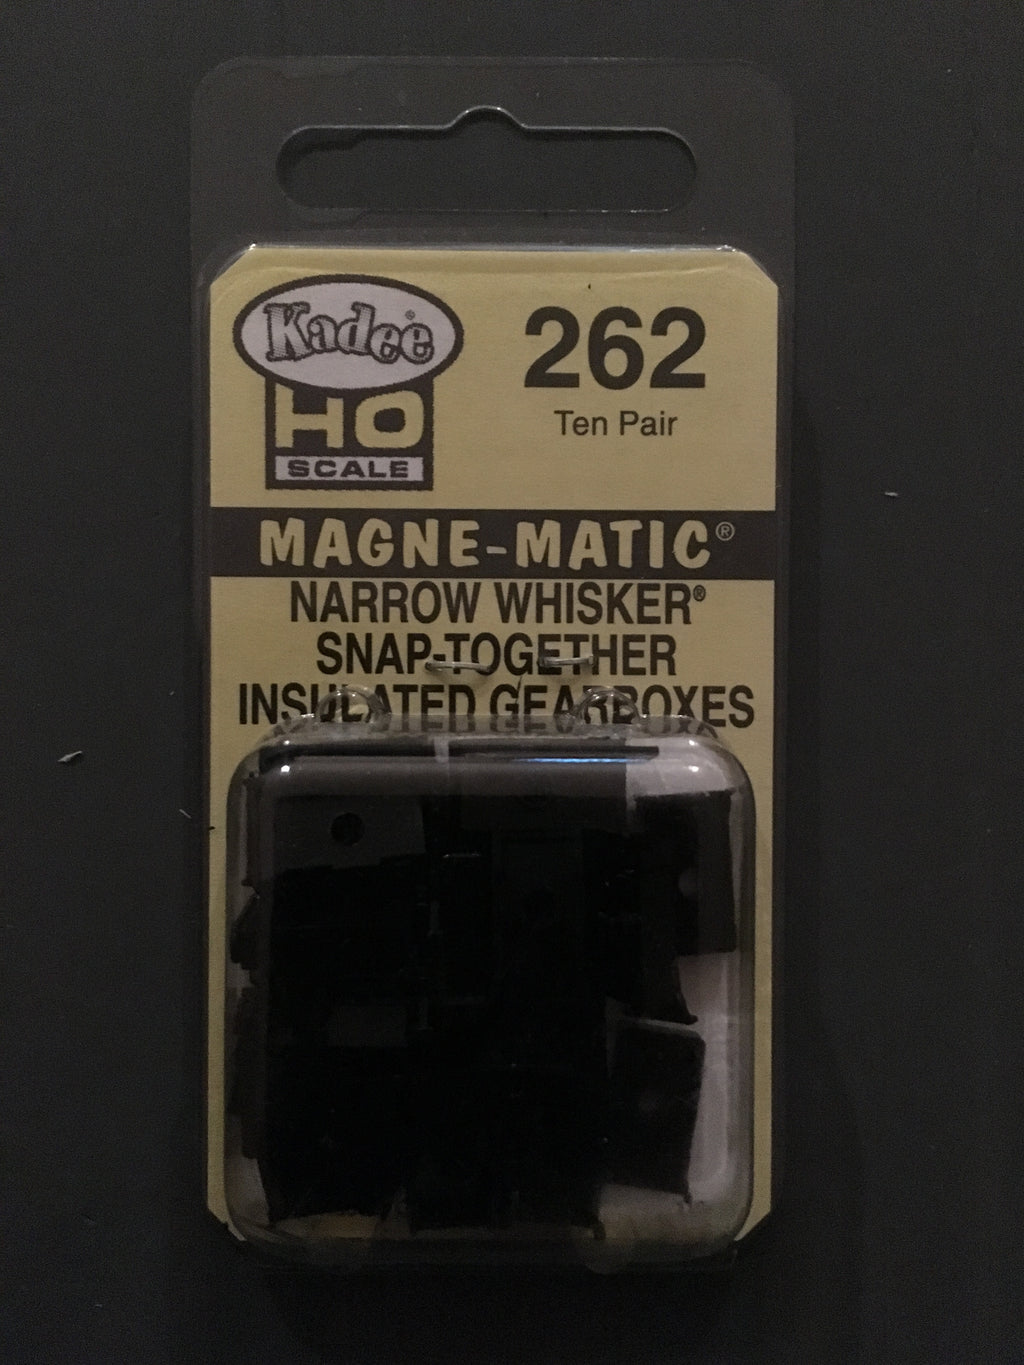 Kadee®
HO
SCALE
262
Ten Pair
MAGNE-MATIC®
NARROW WHISKER®
SNAP-TOGETHER
INSULATED GEARBOXES